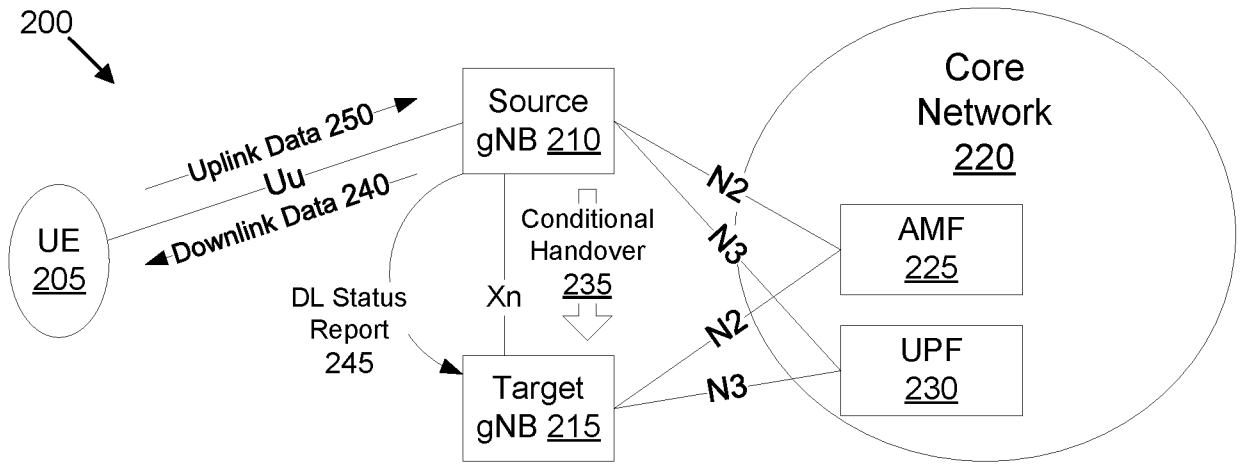 200
Source
gNB 210
Core
Network
220
Uplink Data 250
Uu
Downlink Data 240
UE
205
N2
N3
AMF
225
Conditional
Handover
235
DL Status
Report
245
Xn
N2
N3
UPF
230
Target
gNB 215